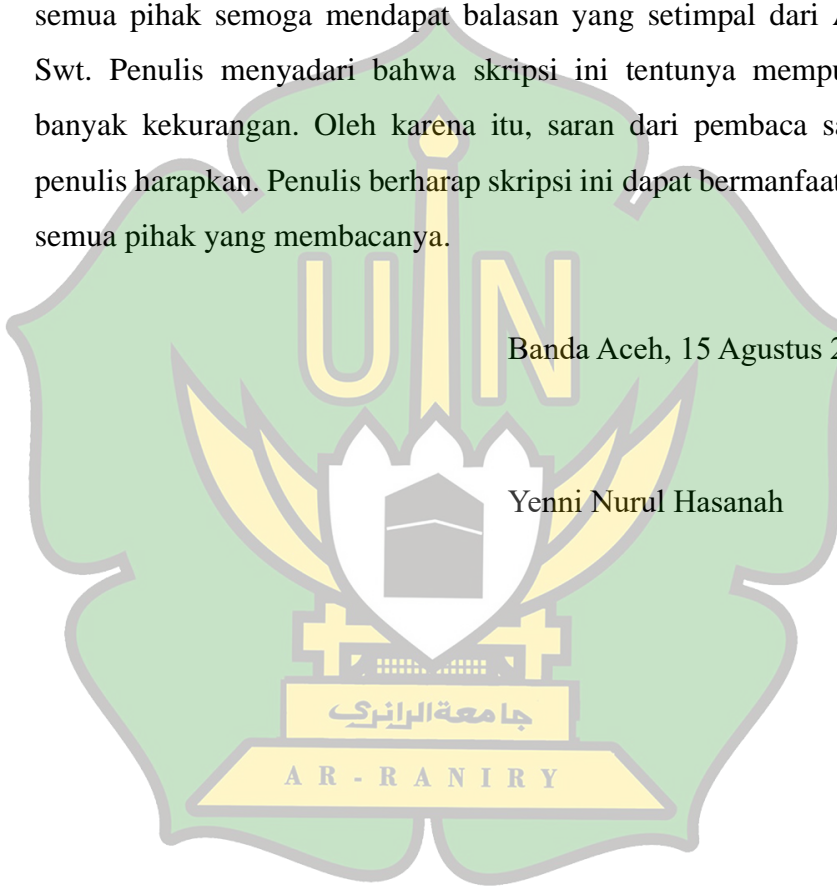 semua pihak semoga mendapat balasan yang setimpal dari
Swt. Penulis menyadari bahwa skripsi ini tentunya
banyak kekurangan. Oleh karena itu, saran dari pembaca
penulis harapkan. Penulis berharap skripsi ini dapat bermanfaat
semua pihak yang membacanya.
Banda Aceh, 15 Agustus
Yenni Nurul Hasanah
UIN
جامعة الرانري
AR-RANIRY